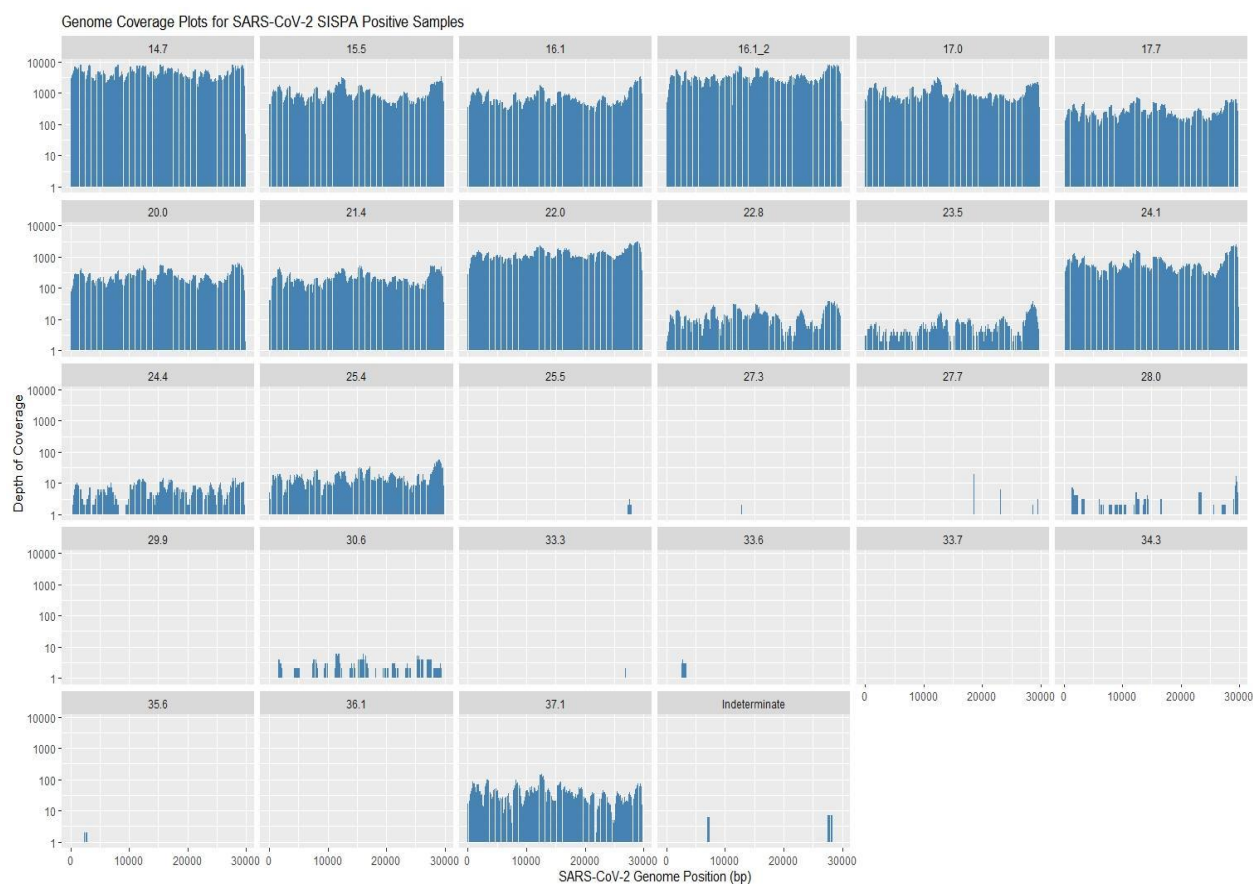 Genome Coverage Plots for SARS-CoV-2 SISPA Positive Samples
14.7 15.5 16.1 16.1_2 17.0 17.7
10000
1000
100
10
1
20.0 21.4 22.0 22.8 23.5 24.1
10000
1000
100
10
1
24.4 25.4 25.5 27.3 27.7 28.0
10000
1000
100
10
1
Depth of Coverage
29.9 30.6 33.3 33.6 33.7 34.3
10000
1000
100
10
1
0 10000 20000 30000 0 10000 20000 30000
35.6 36.1 37.1 Indeterminate
10000
1000
100
10
1
0 10000 20000 30000 0 10000 20000 30000 0 10000 20000 30000 0 10000 20000 30000
SARS-CoV-2 Genome Position (bp)